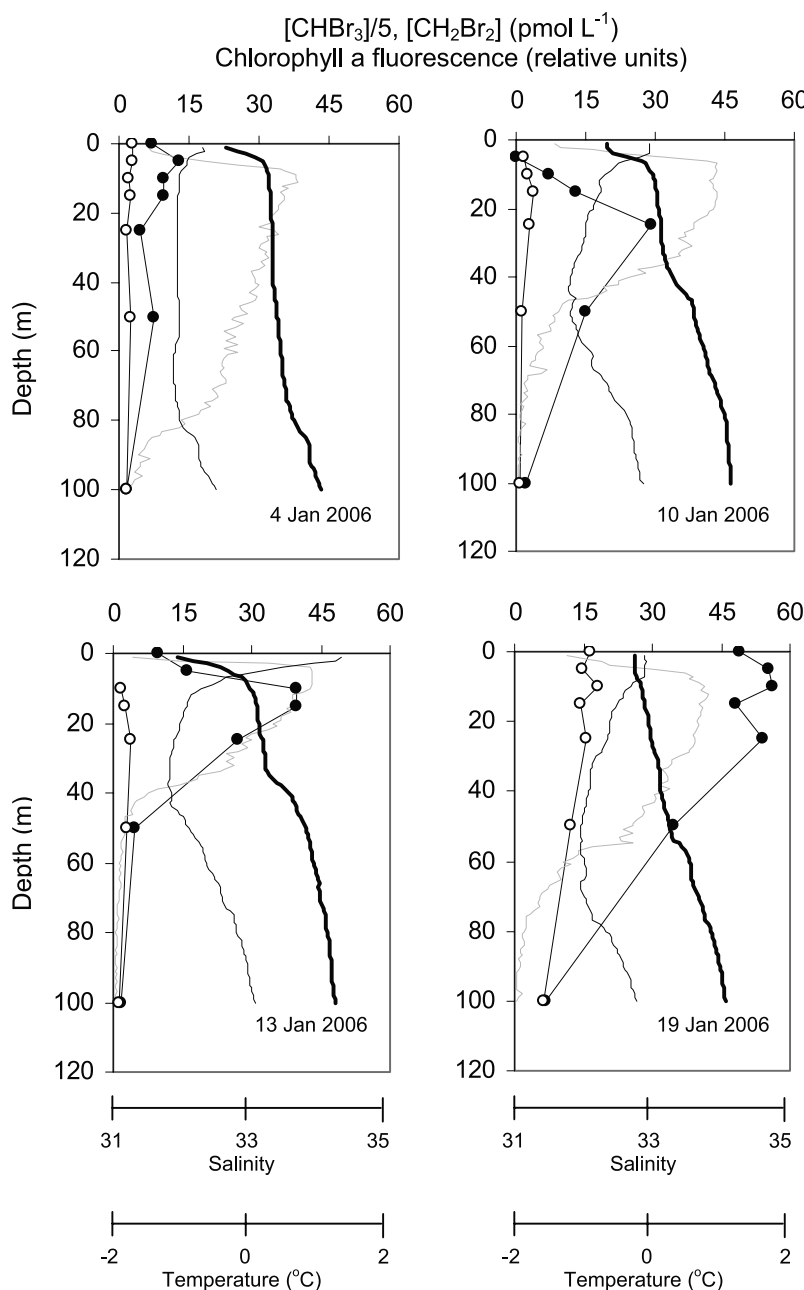 [CHBr₃]/5, [CH₂Br₂] (pmol L⁻¹)
Chlorophyll a fluorescence (relative units)
0 15 30 45 60
0 15 30 45 60
0
20
40
60
80
100
120
Depth (m)
4 Jan 2006
0
20
40
60
80
100
120
10 Jan 2006
0 15 30 45 60
0 15 30 45 60
0
20
40
60
80
100
120
Depth (m)
13 Jan 2006
0
20
40
60
80
100
120
19 Jan 2006
31 33 35
Salinity
31 33 35
Salinity
-2 0 2
Temperature (°C)
-2 0 2
Temperature (°C)